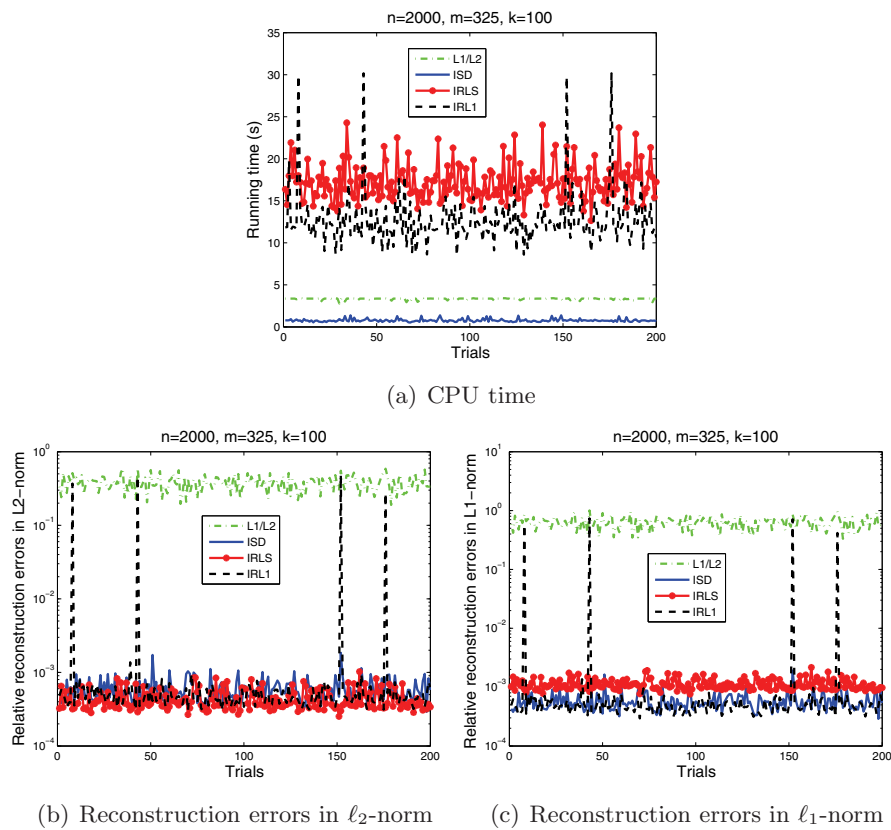 n=2000, m=325, k=100
35
30
25
20
15
10
5
0
Running time (s)
L1/L2
ISD
IRLS
IRL1
0 50 100 150 200
Trials
(a) CPU time
n=2000, m=325, k=100
10^0
10^−1
10^−2
10^−3
10^−4
Relative reconstruction errors in L2−norm
L1/L2
ISD
IRLS
IRL1
0 50 100 150 200
Trials
(b) Reconstruction errors in ℓ2-norm
n=2000, m=325, k=100
10^1
10^0
10^−1
10^−2
10^−3
10^−4
Relative reconstruction errors in L1−norm
L1/L2
ISD
IRLS
IRL1
0 50 100 150 200
Trials
(c) Reconstruction errors in ℓ1-norm